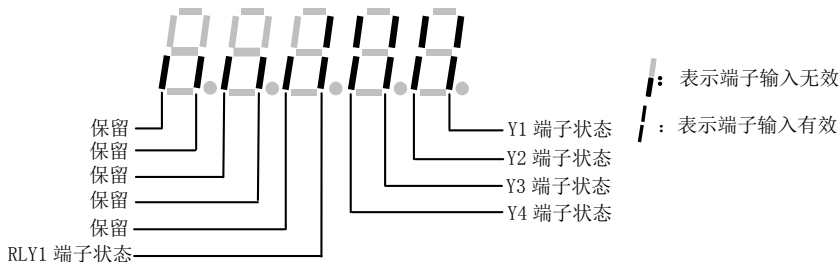 ：表示端子输入无效
：表示端子输入有效
保留
保留
保留
保留
保留
RLY1 端子状态
Y1 端子状态
Y2 端子状态
Y3 端子状态
Y4 端子状态